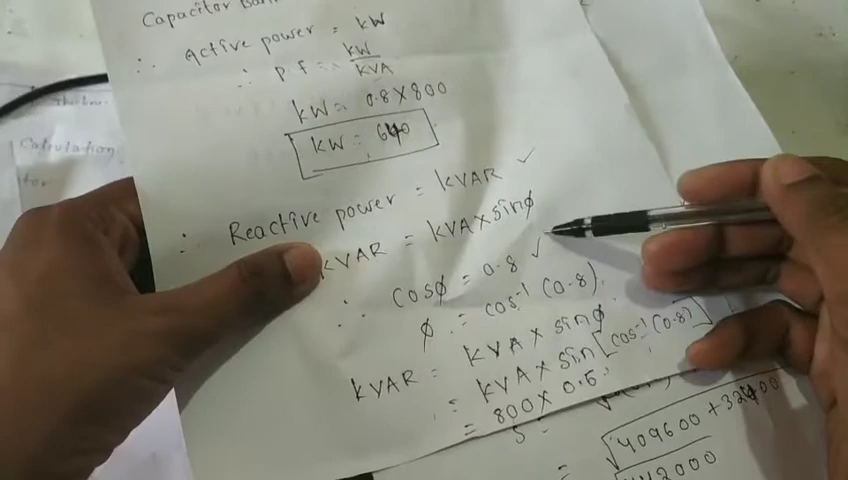 Capacitor Bank
∴ Active power = kW
∴ P.f = kW/KVA
kW = 0.8 X 800
kW = 640
∴ Reactive power = kVAR ✓
kVAR = kVA X sinϕ
∴ cosϕ = 0.8 ✓
ϕ = cos⁻¹ (0.8)
kVAR = kVA X sinϕ
= kVA X sin[cos⁻¹ (0.8)]
= 800 X 0.6
√409600 + 32400
=
Calculation
tor